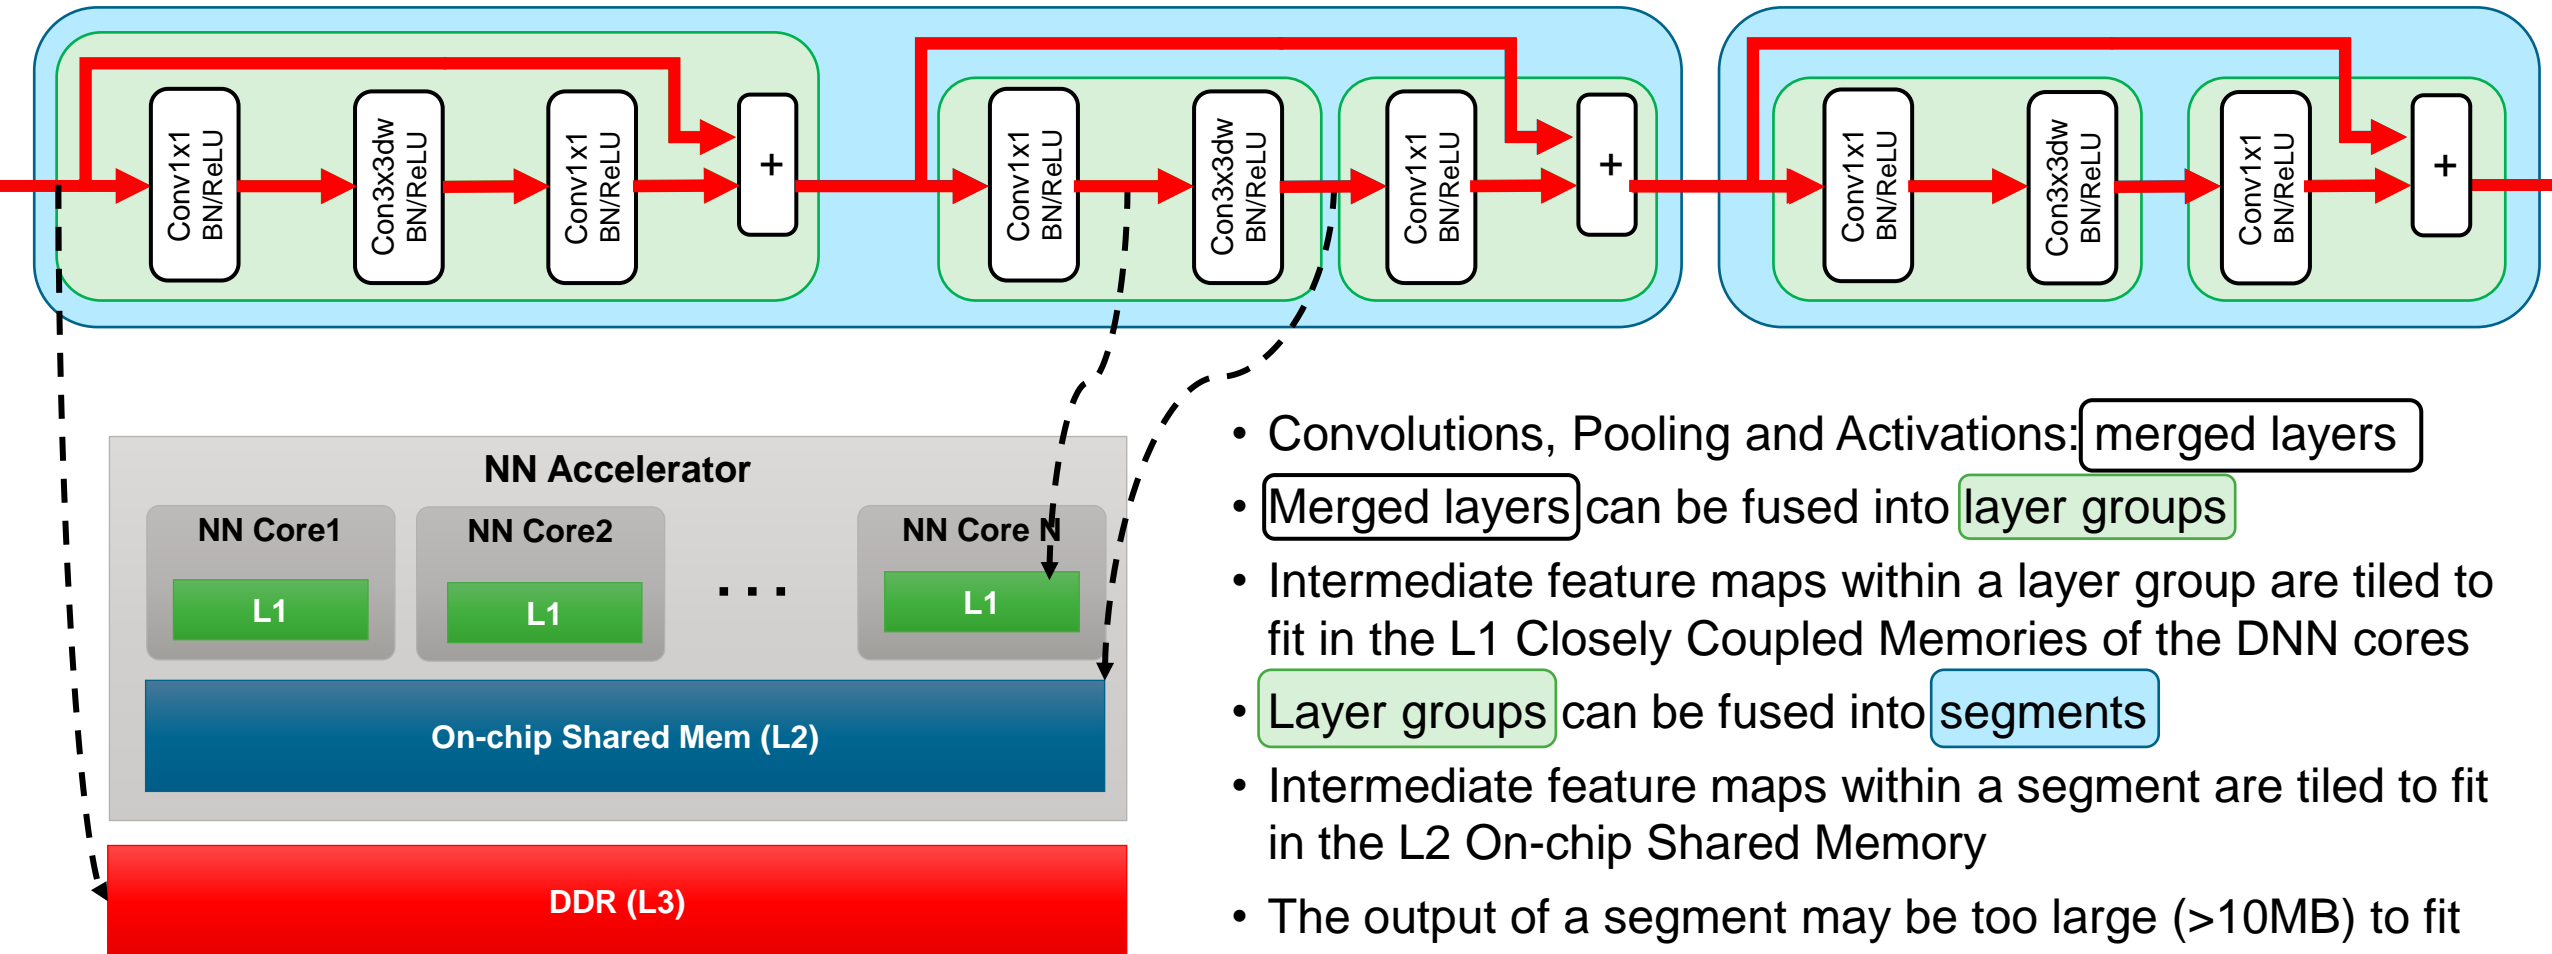 Conv1x1
BN/ReLU
Con3x3dw
BN/ReLU
Conv1x1
BN/ReLU
+
Conv1x1
BN/ReLU
Con3x3dw
BN/ReLU
Conv1x1
BN/ReLU
+
Conv1x1
BN/ReLU
Con3x3dw
BN/ReLU
Conv1x1
BN/ReLU
+
NN Accelerator
NN Core1
L1
NN Core2
L1
...
NN Core N
L1
On-chip Shared Mem (L2)
DDR (L3)
• Convolutions, Pooling and Activations: merged layers
• Merged layers can be fused into layer groups
• Intermediate feature maps within a layer group are tiled to
fit in the L1 Closely Coupled Memories of the DNN cores
• Layer groups can be fused into segments
• Intermediate feature maps within a segment are tiled to fit
in the L2 On-chip Shared Memory
• The output of a segment may be too large (>10MB) to fit